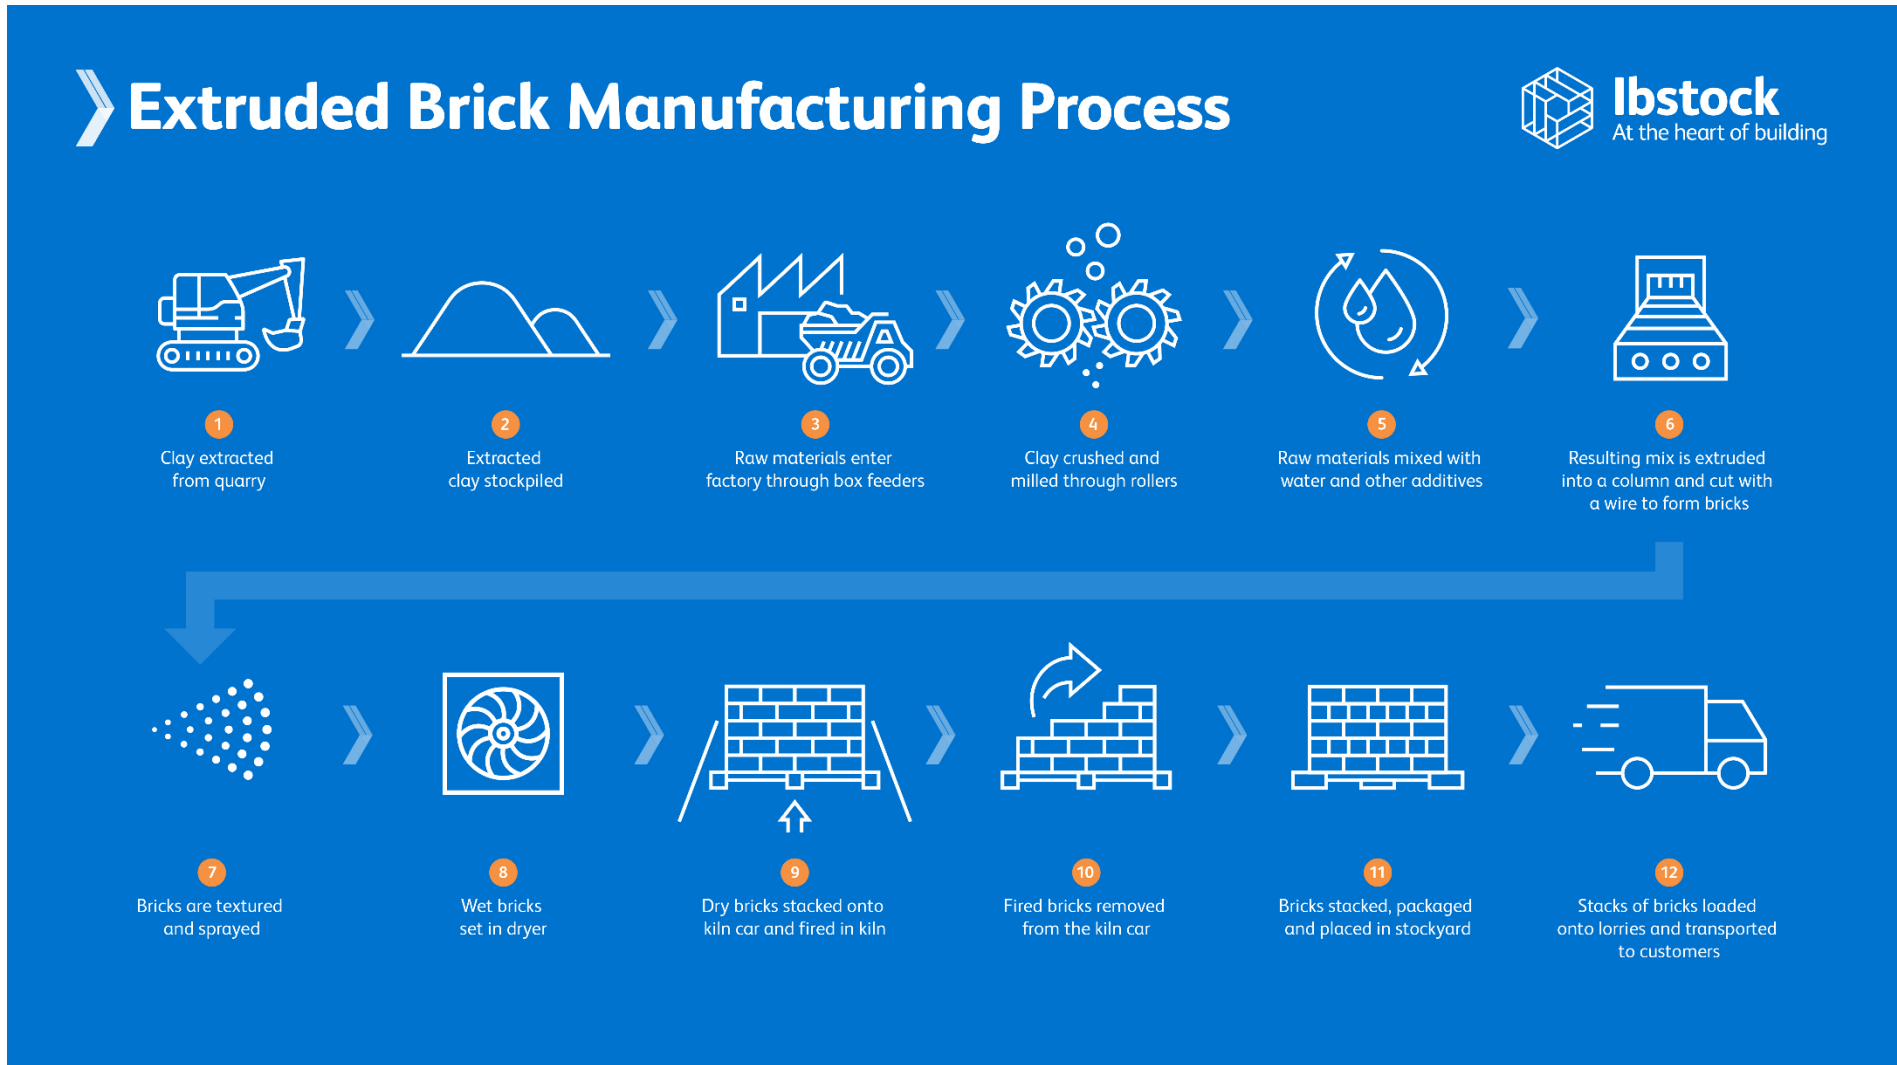 Extruded Brick Manufacturing Process
Ibstock
At the heart of building
1
Clay extracted
from quarry
2
Extracted
clay stockpiled
3
Raw materials enter
factory through box feeders
4
Clay crushed and
milled through rollers
5
Raw materials mixed with
water and other additives
6
Resulting mix is extruded
into a column and cut with
a wire to form bricks
7
Bricks are textured
and sprayed
8
Wet bricks
set in dryer
9
Dry bricks stacked onto
kiln car and fired in kiln
10
Fired bricks removed
from the kiln car
11
Bricks stacked, packaged
and placed in stockyard
12
Stacks of bricks loaded
onto lorries and transported
to customers